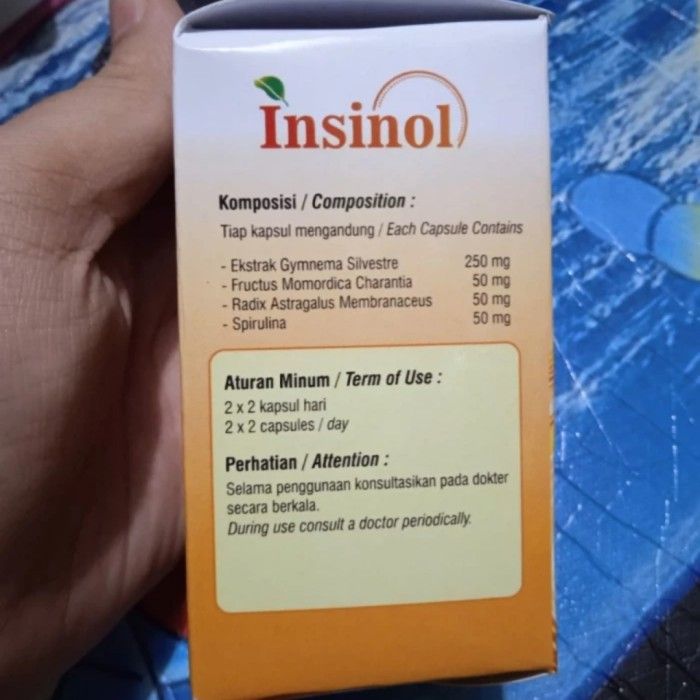 Insinol
Komposisi / Composition :
Tiap kapsul mengandung / Each Capsule Contains
- Ekstrak Gymnema Silvestre 250 mg
- Fructus Momordica Charantia 50 mg
- Radix Astragalus Membranaceus 50 mg
- Spirulina 50 mg
Aturan Minum / Term of Use :
2 x 2 kapsul hari
2 x 2 capsules / day
Perhatian / Attention :
Selama penggunaan konsultasikan pada dokter
secara berkala.
During use consult a doctor periodically.